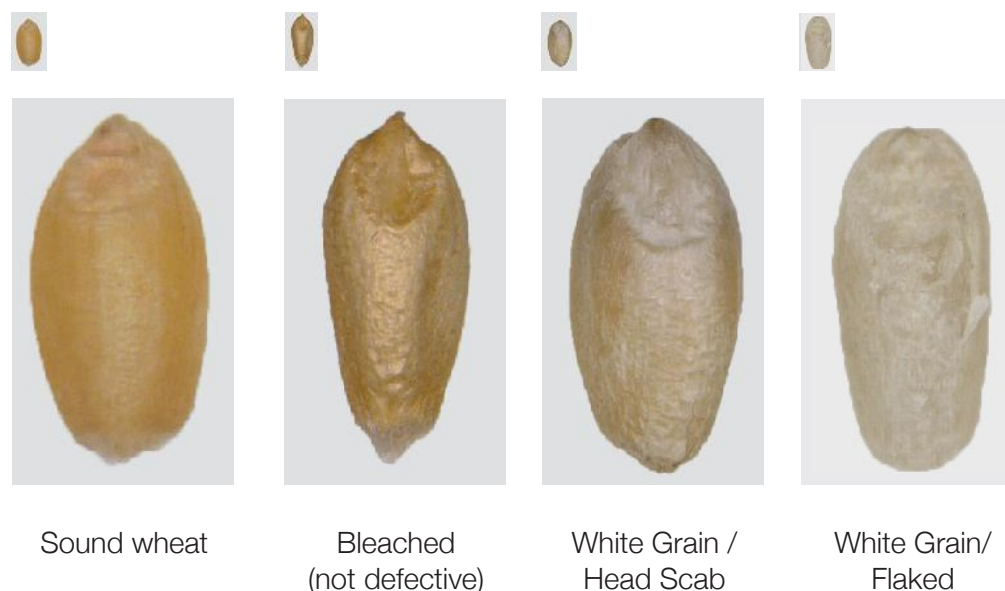 Sound wheat
Bleached
(not defective)
White Grain /
Head Scab
White Grain/
Flaked